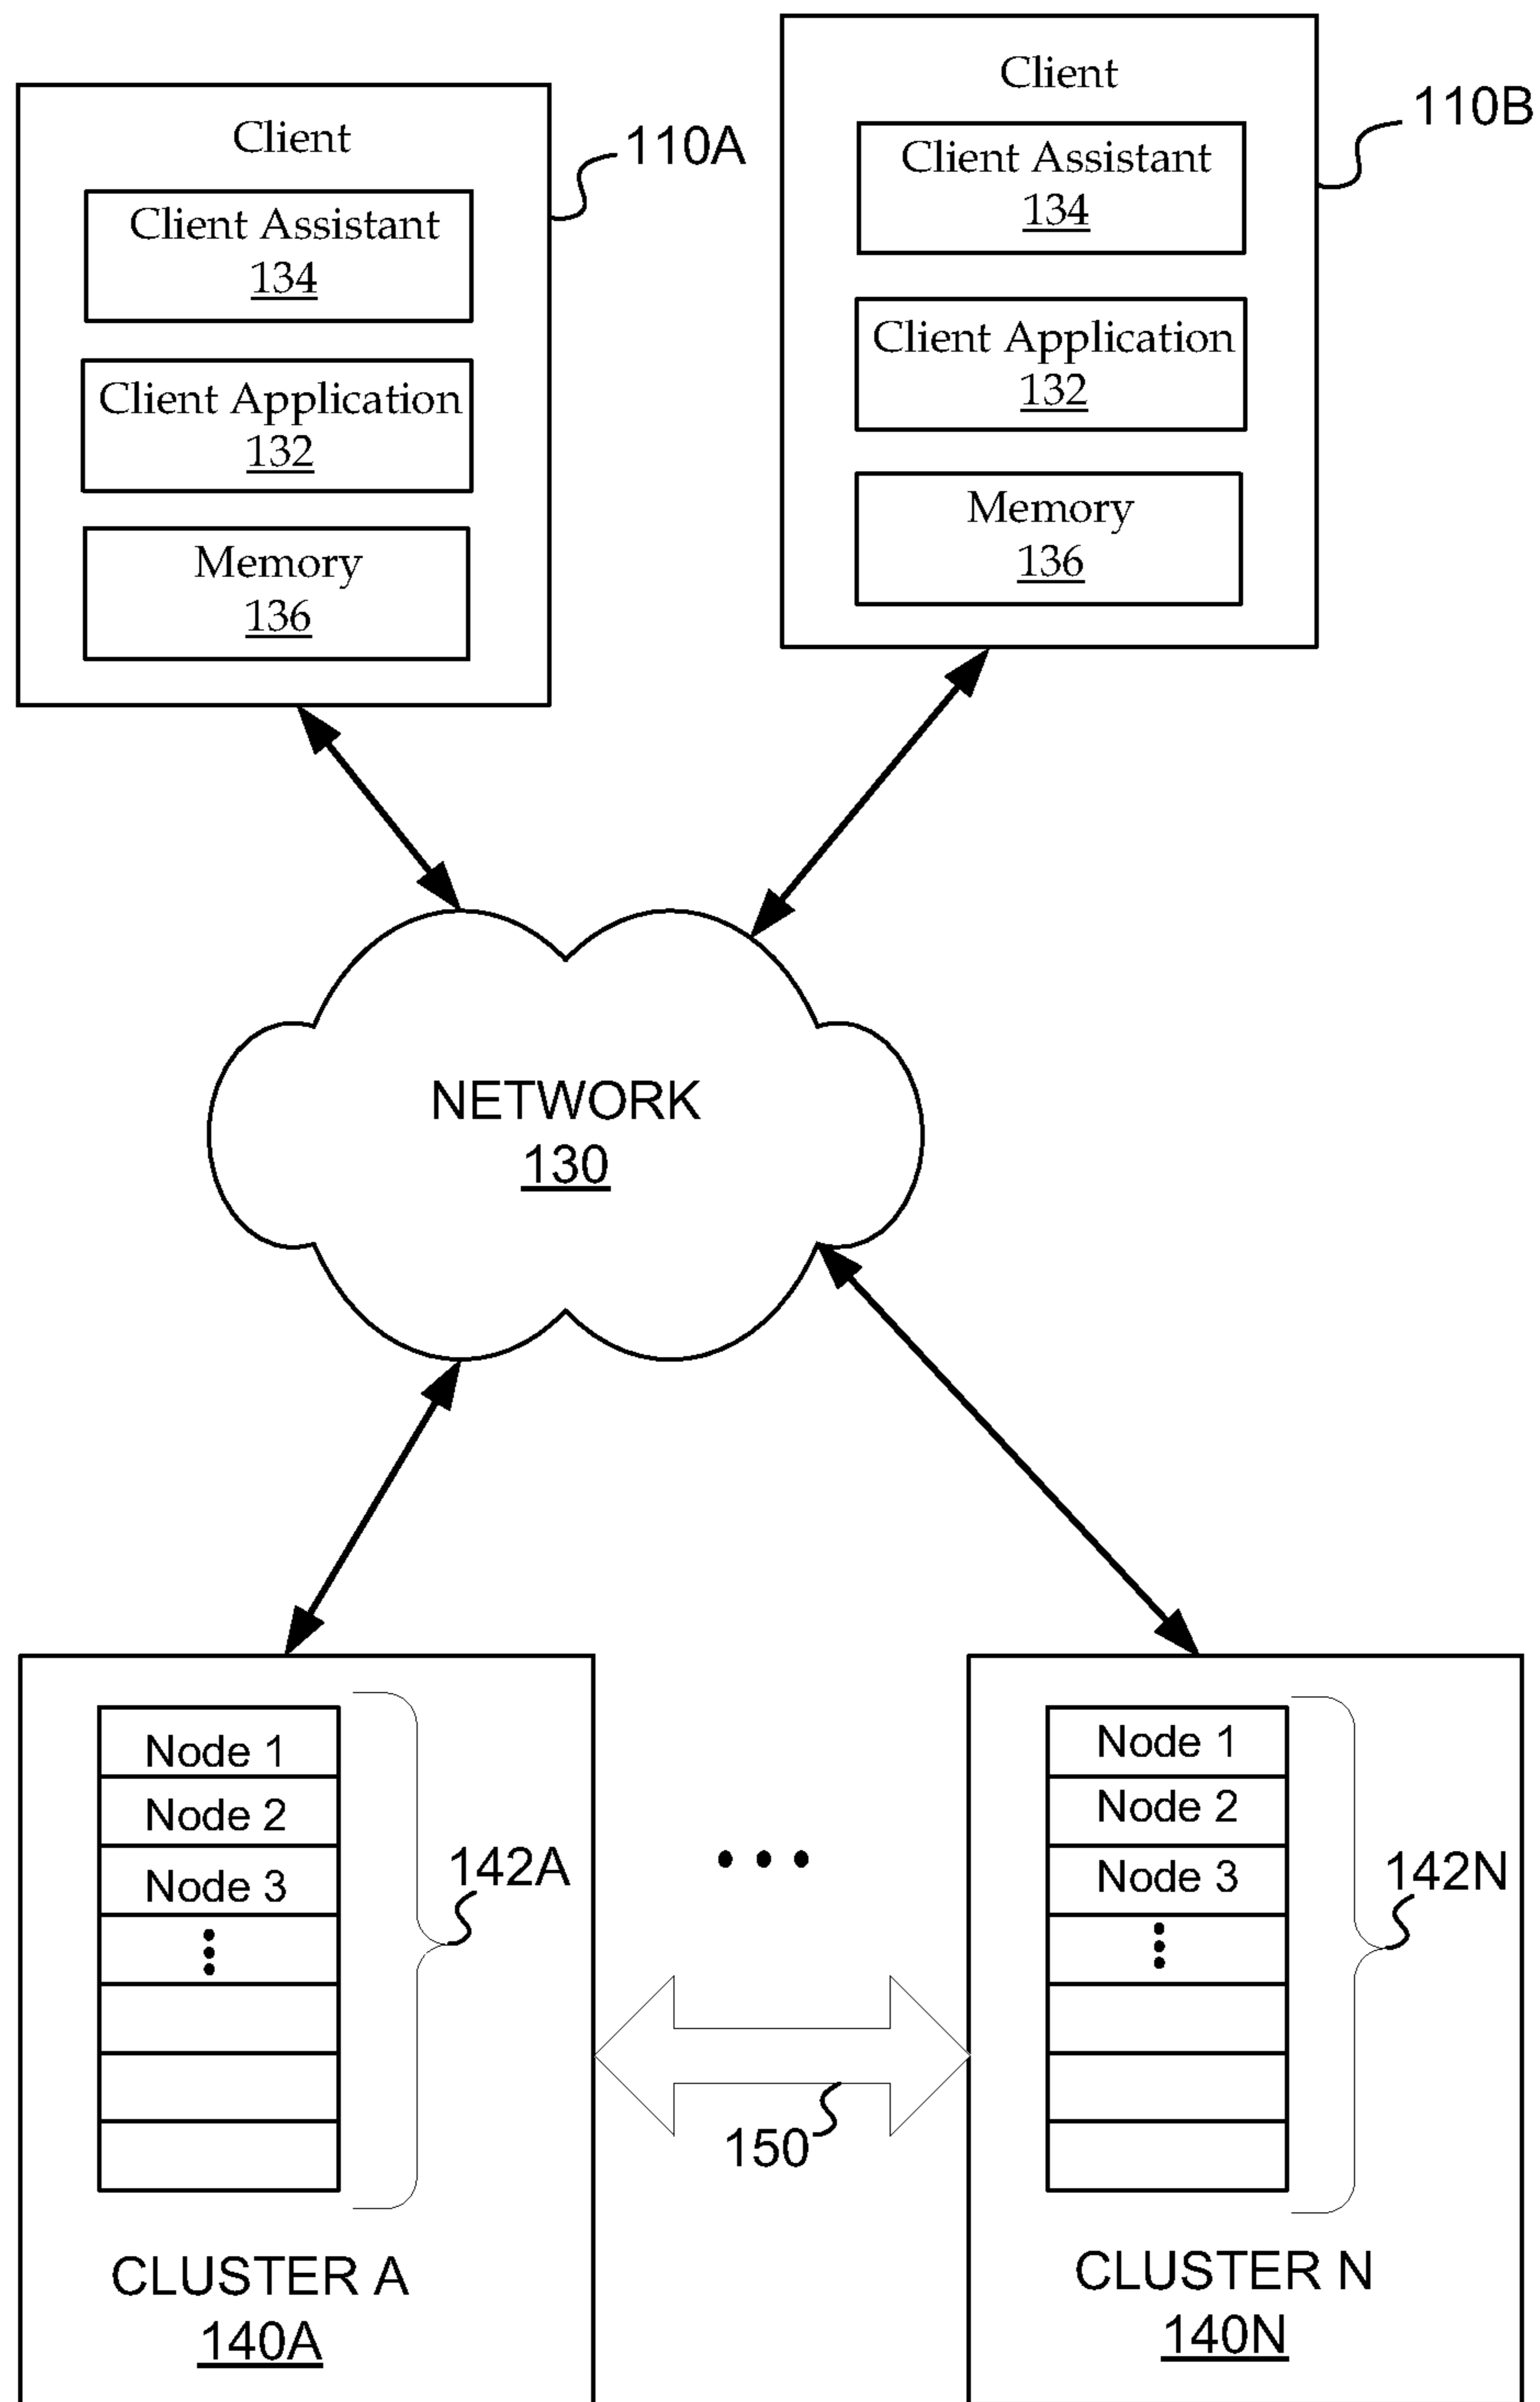 Client
110A
Client Assistant
134
Client Application
132
Memory
136
Client
110B
Client Assistant
134
Client Application
132
Memory
136
NETWORK
130
Node 1
Node 2
Node 3
142A
CLUSTER A
140A
150
Node 1
Node 2
Node 3
142N
CLUSTER N
140N